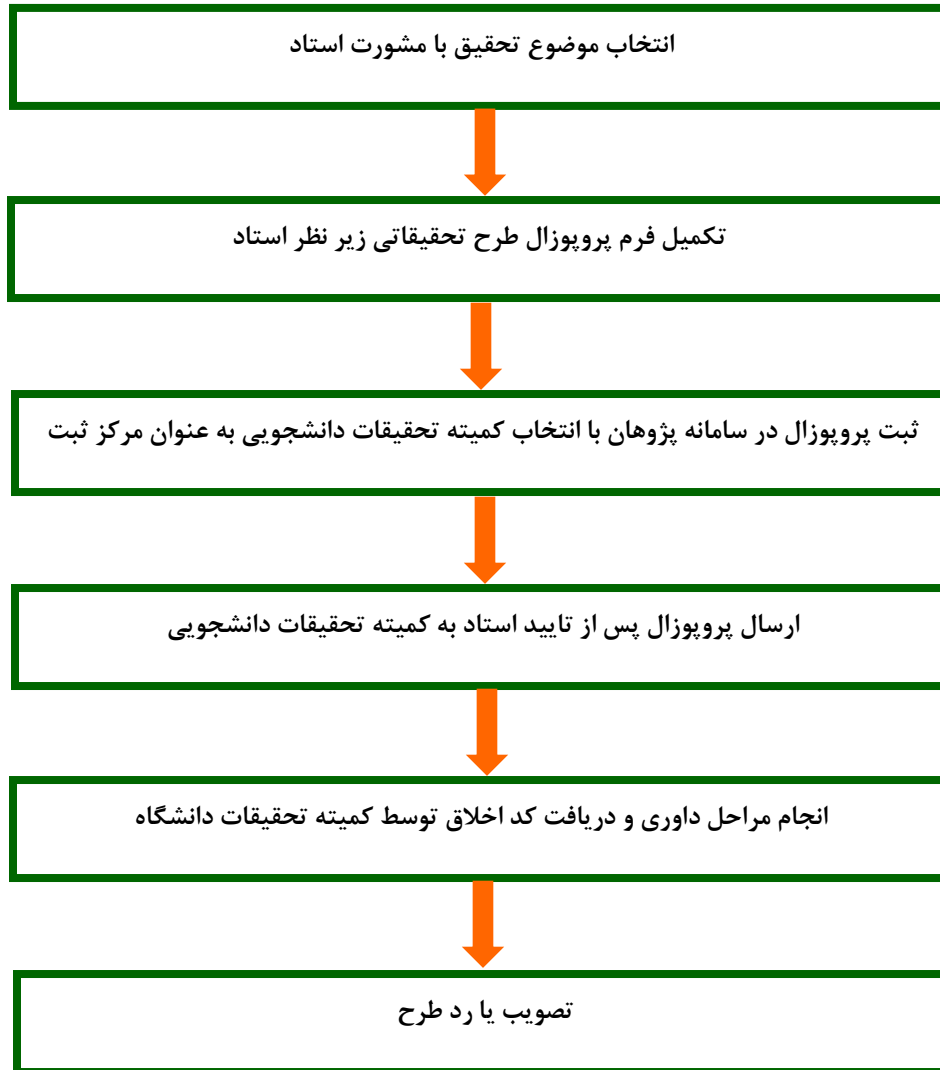 انتخاب موضوع تحقیق با مشورت استاد
تکمیل فرم پروپوزال طرح تحقیقاتی زیر نظر استاد
ثبت پروپوزال در سامانه پژوهان با انتخاب کمیته تحقیقات دانشجویی به عنوان مرکز ثبت
ارسال پروپوزال پس از تایید استاد به کمیته تحقیقات دانشجویی
انجام مراحل داوری و دریافت کد اخلاق توسط کمیته تحقیقات دانشگاه
تصویب یا رد طرح